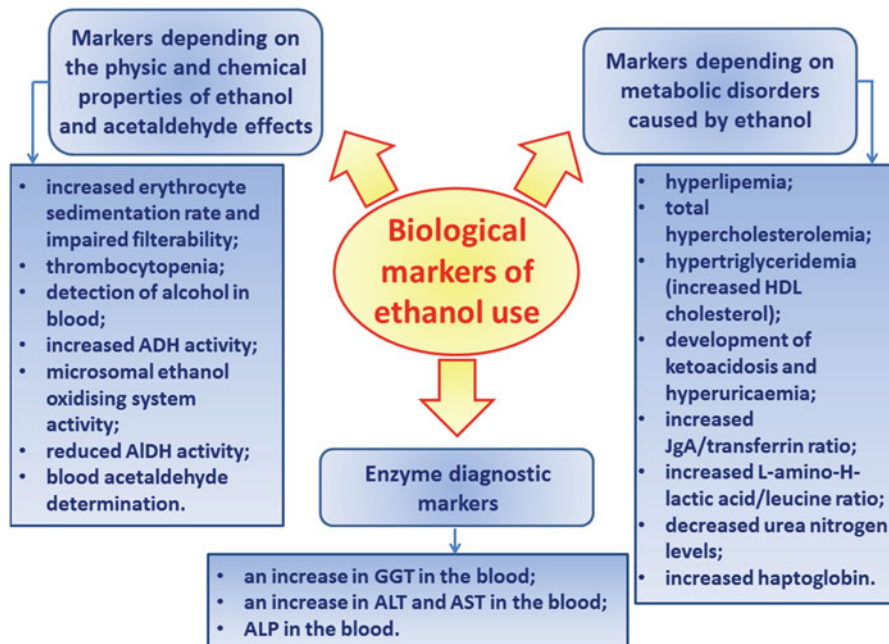 Markers depending on
the physic and chemical
properties of ethanol
and acetaldehyde effects
• increased erythrocyte
sedimentation rate and
impaired filterability;
• thrombocytopenia;
• detection of alcohol in
blood;
• increased ADH activity;
• microsomal ethanol
oxidising system
activity;
• reduced AlDH activity;
• blood acetaldehyde
determination.
Biological
markers of
ethanol use
Markers depending on
metabolic disorders
caused by ethanol
• hyperlipemia;
• total
hypercholesterolemia;
• hypertriglyceridemia
(increased HDL
cholesterol);
• development of
ketoacidosis and
hyperuricaemia;
• increased
JgA/transferrin ratio;
• increased L-amino-H-
lactic acid/leucine ratio;
• decreased urea nitrogen
levels;
• increased haptoglobin.
Enzyme diagnostic
markers
• an increase in GGT in the blood;
• an increase in ALT and AST in the blood;
• ALP in the blood.